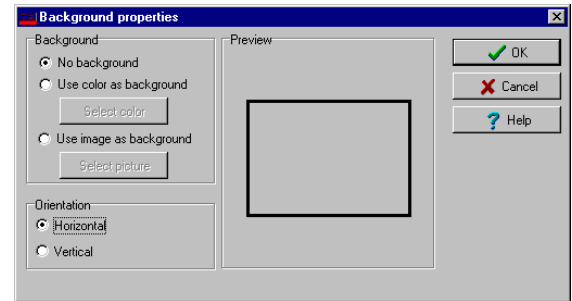 Background properties
Background
No background
Use color as background
Select color
Use image as background
Select picture
Orientation
Horizontal
Vertical
Preview
OK
Cancel
Help